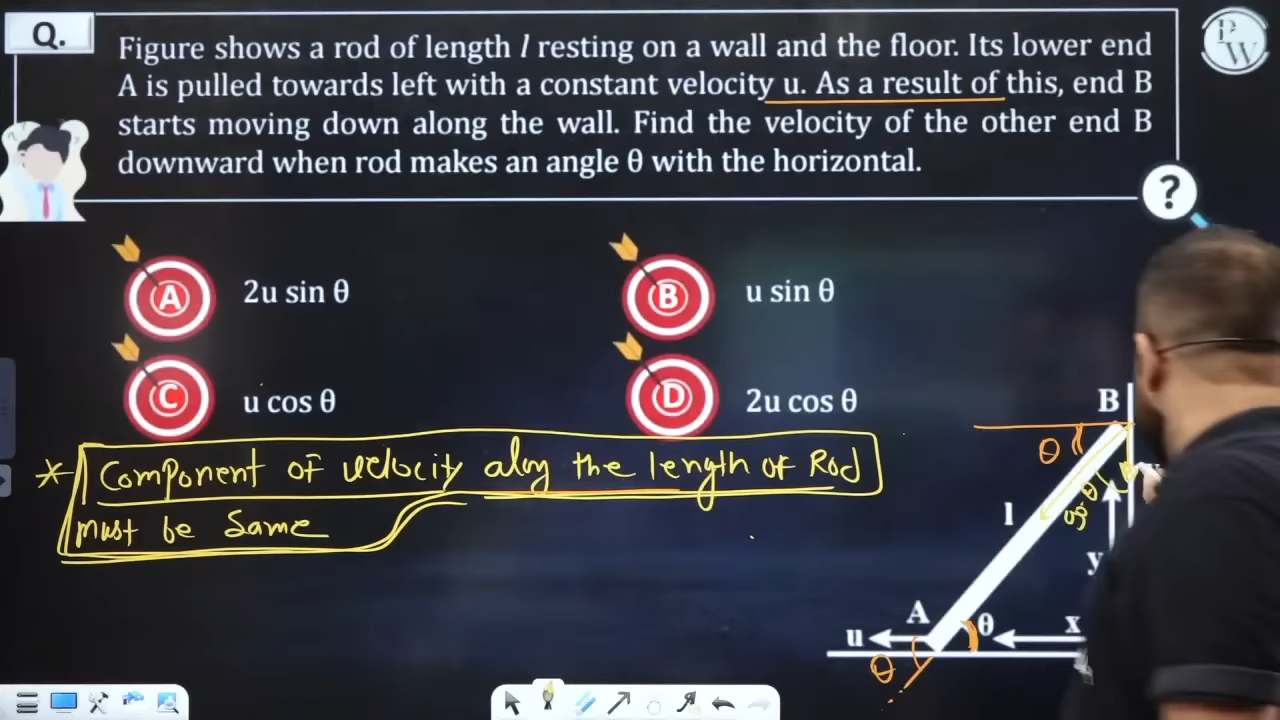 Q.
Figure shows a rod of length l resting on a wall and the floor. Its lower end
A is pulled towards left with a constant velocity u. As a result of this, end B
starts moving down along the wall. Find the velocity of the other end B
downward when rod makes an angle θ with the horizontal.
PW
?
A 2u sin θ
B u sin θ
C u cos θ
D 2u cos θ
* Component of velocity along the length of Rod
must be Same
B
θ
90-θ
l
y
A
u
θ
x
θ